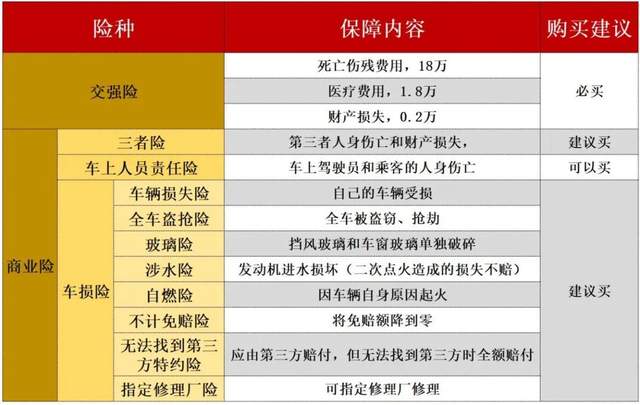 险种 保障内容 购买建议
交强险 死亡伤残费用，18万 必买
医疗费用，1.8万
财产损失，0.2万
商业险 三者险 第三者人身伤亡和财产损失， 建议买
车上人员责任险 车上驾驶员和乘客的人身伤亡 可以买
车损险 车辆损失险 自己的车辆受损 建议买
全车盗抢险 全车被盗窃、抢劫
玻璃险 挡风玻璃和车窗玻璃单独破碎
涉水险 发动机进水损坏（二次点火造成的损失不赔）
自燃险 因车辆自身原因起火
不计免赔险 将免赔额降到零
无法找到第三
方特约险 应由第三方赔付，但无法找到第三方时全额赔付
指定修理厂险 可指定修理厂修理